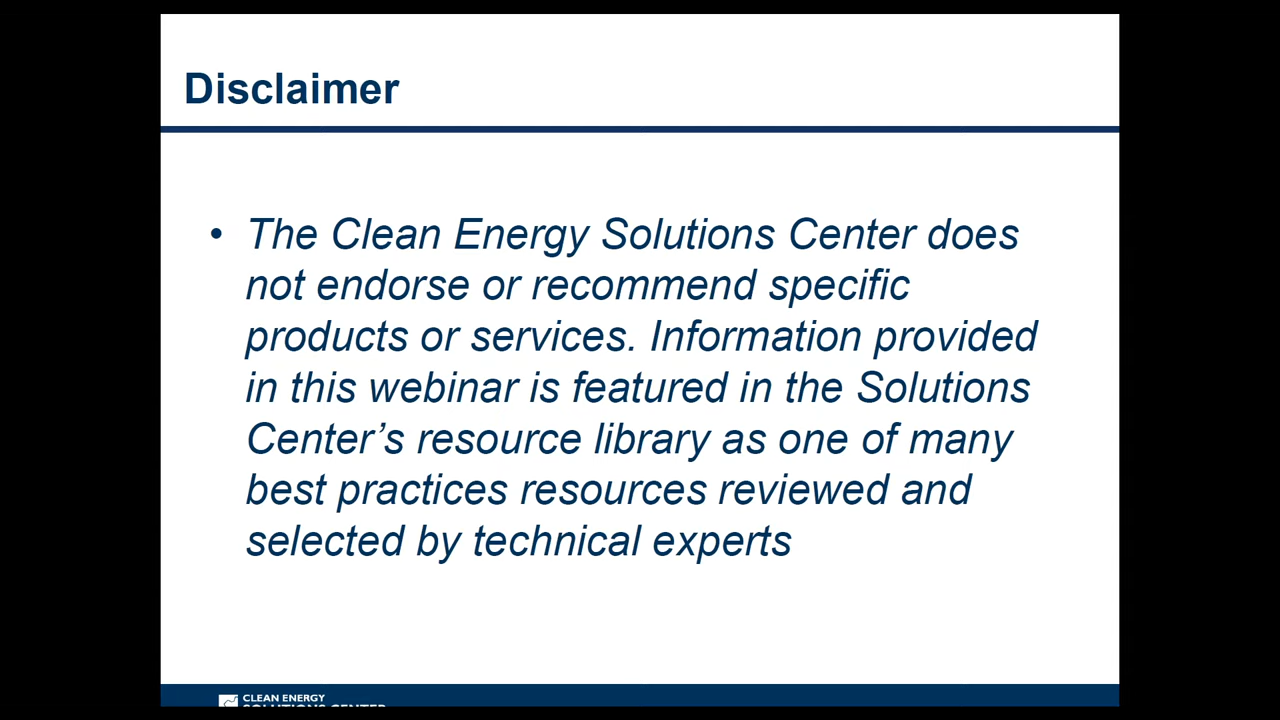 Disclaimer
• The Clean Energy Solutions Center does
not endorse or recommend specific
products or services. Information provided
in this webinar is featured in the Solutions
Center’s resource library as one of many
best practices resources reviewed and
selected by technical experts
CLEAN ENERGY
SOLUTIONS CENTER